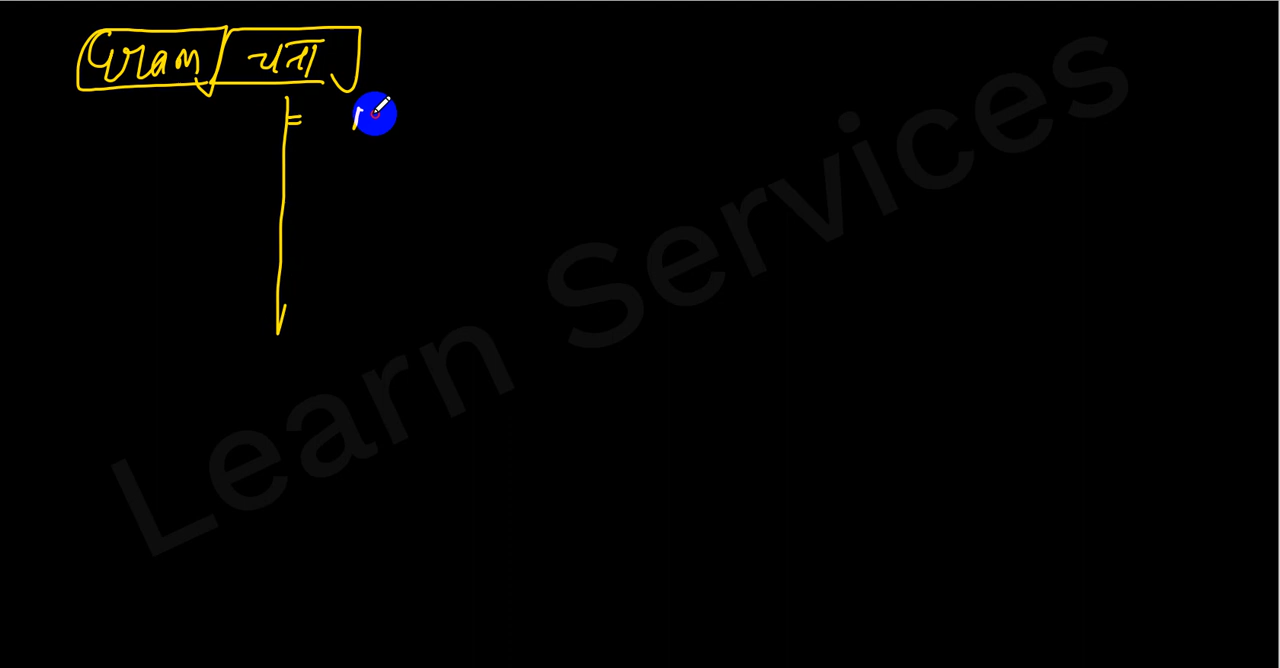 Gram / चना
=
Learn Services